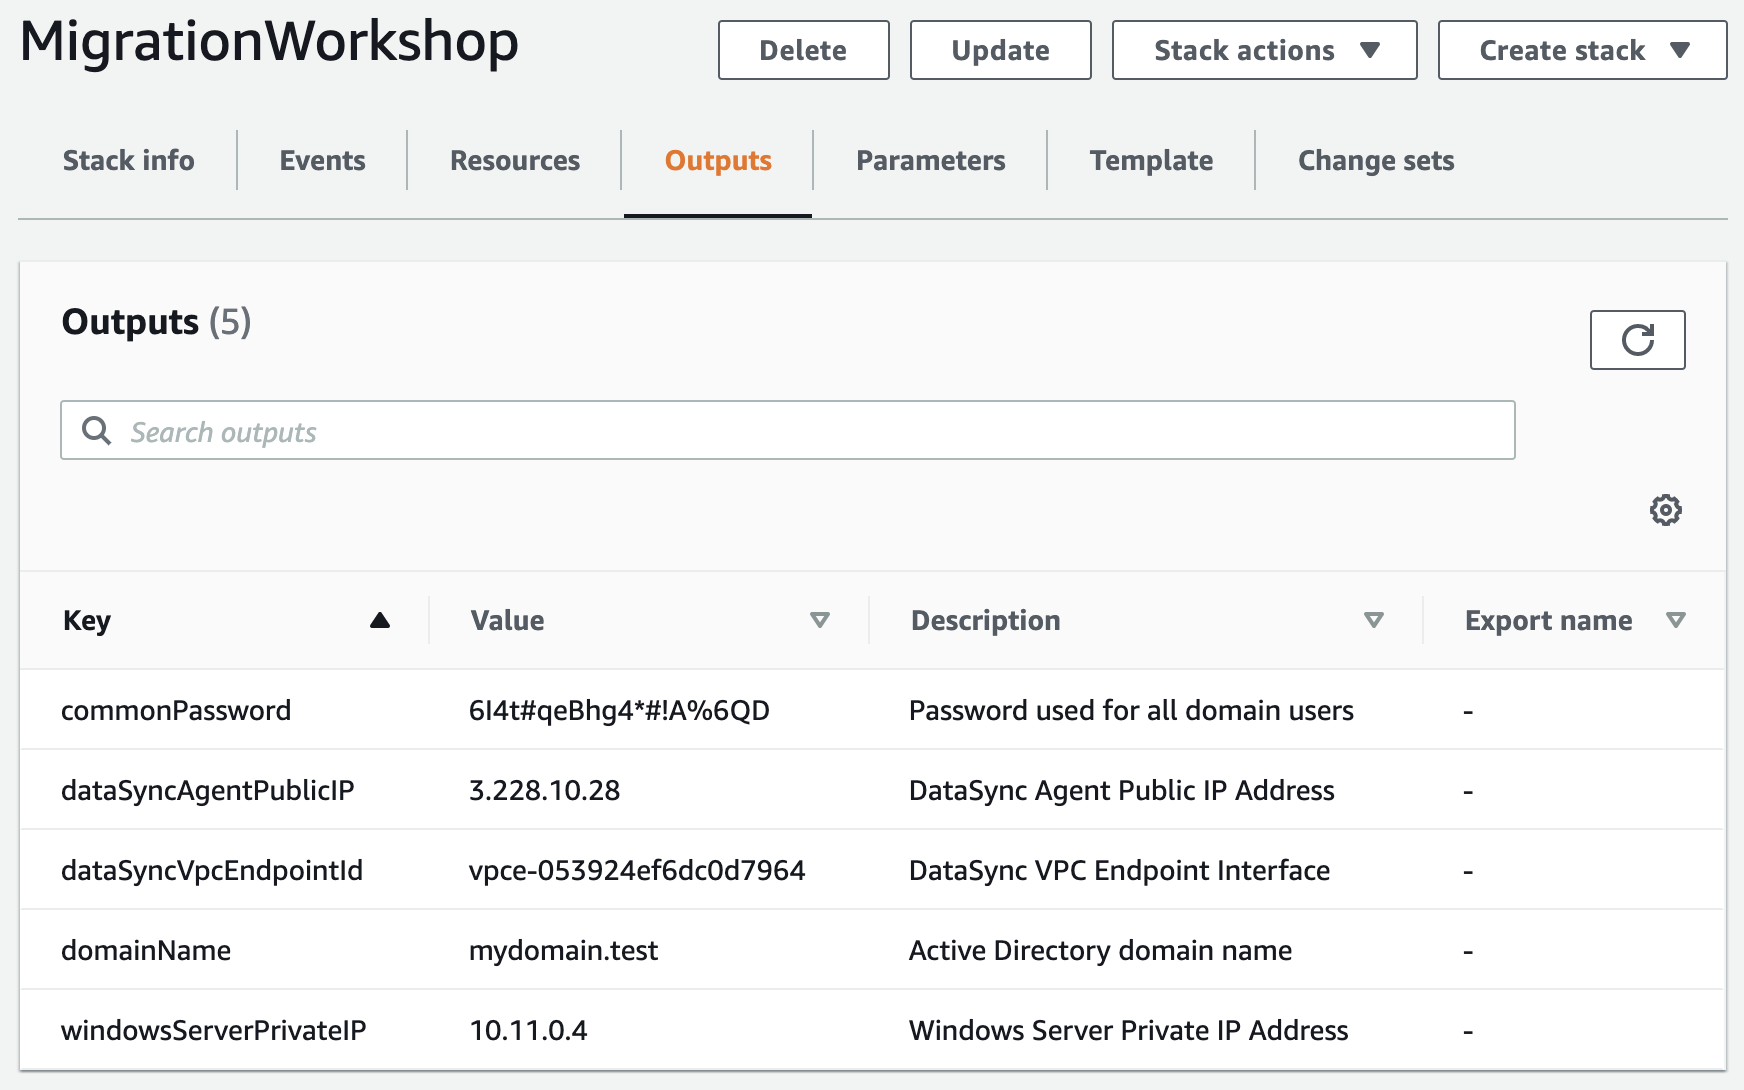 MigrationWorkshop
Delete Update Stack actions Create stack
Stack info Events Resources Outputs Parameters Template Change sets
Outputs (5)
Search outputs
Key Value Description Export name
commonPassword 6I4t#qeBhg4*#!A%6QD Password used for all domain users -
dataSyncAgentPublicIP 3.228.10.28 DataSync Agent Public IP Address -
dataSyncVpcEndpointId vpce-053924ef6dc0d7964 DataSync VPC Endpoint Interface -
domainName mydomain.test Active Directory domain name -
windowsServerPrivateIP 10.11.0.4 Windows Server Private IP Address -